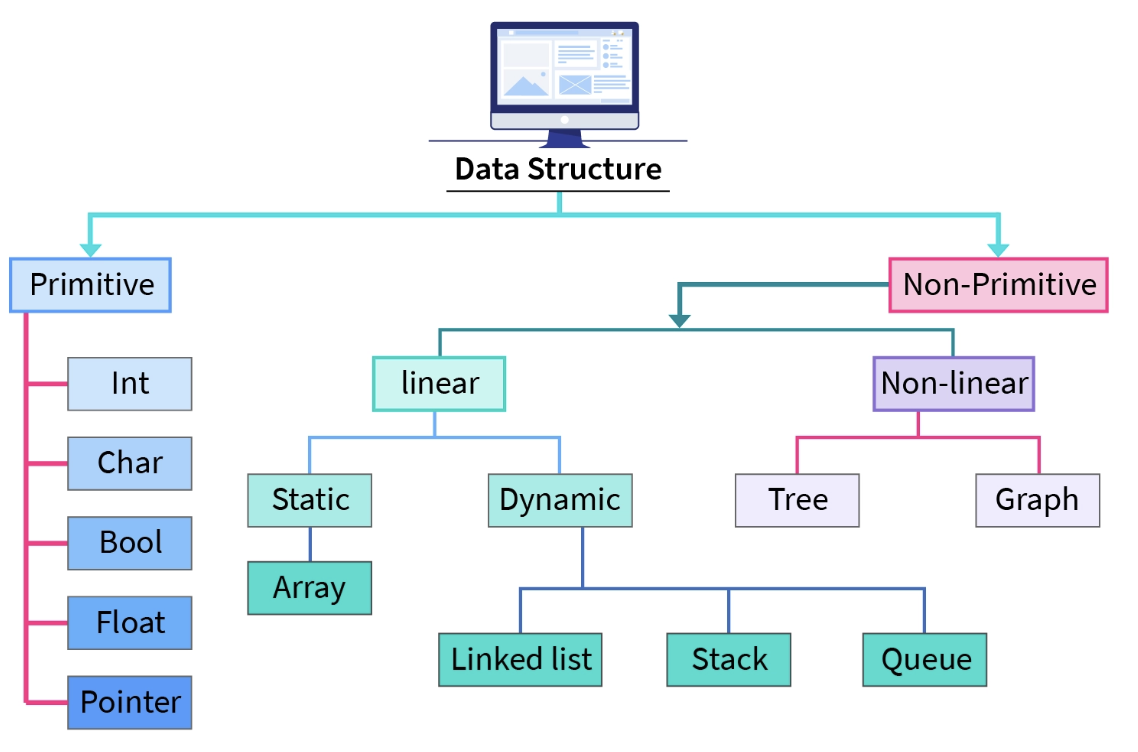 Data Structure
Primitive
Non-Primitive
Int
linear
Non-linear
Char
Static
Dynamic
Tree
Graph
Bool
Array
Float
Linked list
Stack
Queue
Pointer